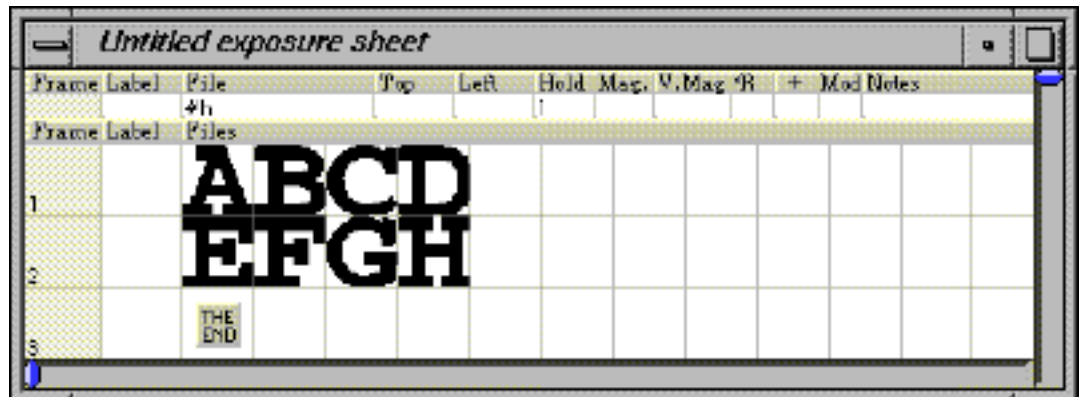 Untitled exposure sheet
Frame Label File Top Left Hold Mag. V.Mag *R + Mod Notes
#h 1
Frame Label Files
ABCD
1
EFGH
2
THE
END
3